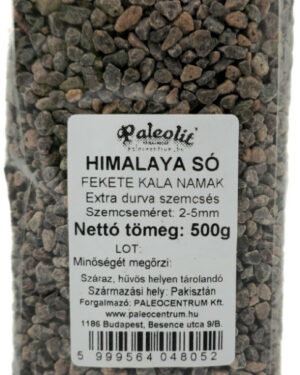 Paleolit
PALEOCENTRUM.HU
HIMALAYA SÓ
FEKETE KALA NAMAK
Extra durva szemcsés
Szemcseméret: 2-5mm
Nettó tömeg: 500g
LOT:
Minőségét megőrzi:
Száraz, hűvös helyen tárolandó
Származási hely: Pakisztán
Forgalmazó: PALEOCENTRUM Kft.
www.paleocentrum.hu
1186 Budapest, Besence utca 9/B.
5 999564 048052